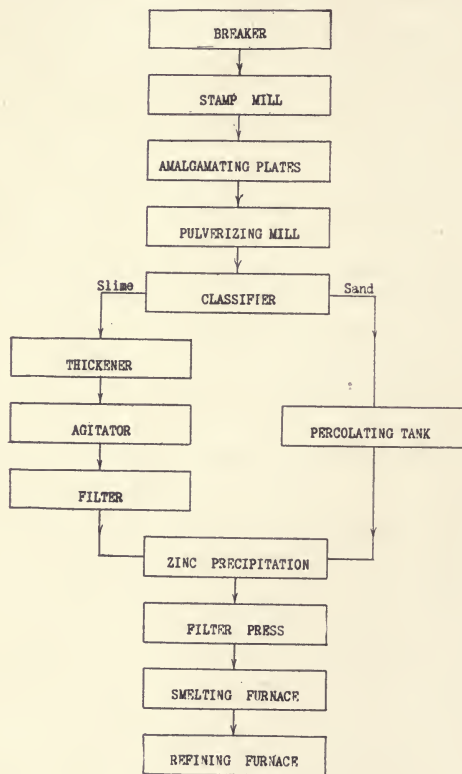 BREAKER
STAMP MILL
AMALGAMATING PLATES
PULVERIZING MILL
Slime
CLASSIFIER
Sand
THICKENER
AGITATOR
PERCOLATING TANK
FILTER
ZINC PRECIPITATION
FILTER PRESS
SMELTING FURNACE
REFINING FURNACE